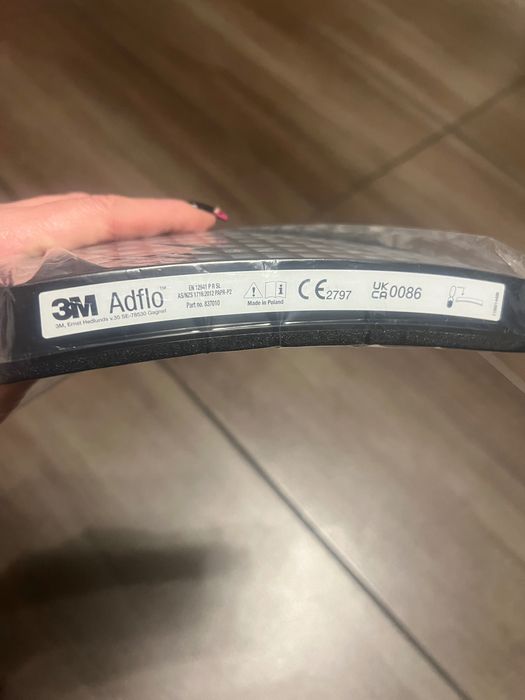 3M Adflo™
3M, Ernst Hedlunds v.35 SE-78530 Gagnef
EN 12941 P R SL
AS/NZS 1716:2012 PAPR-P2
Part no. 837010
Made in Poland
CE 2797
UK CA 0086